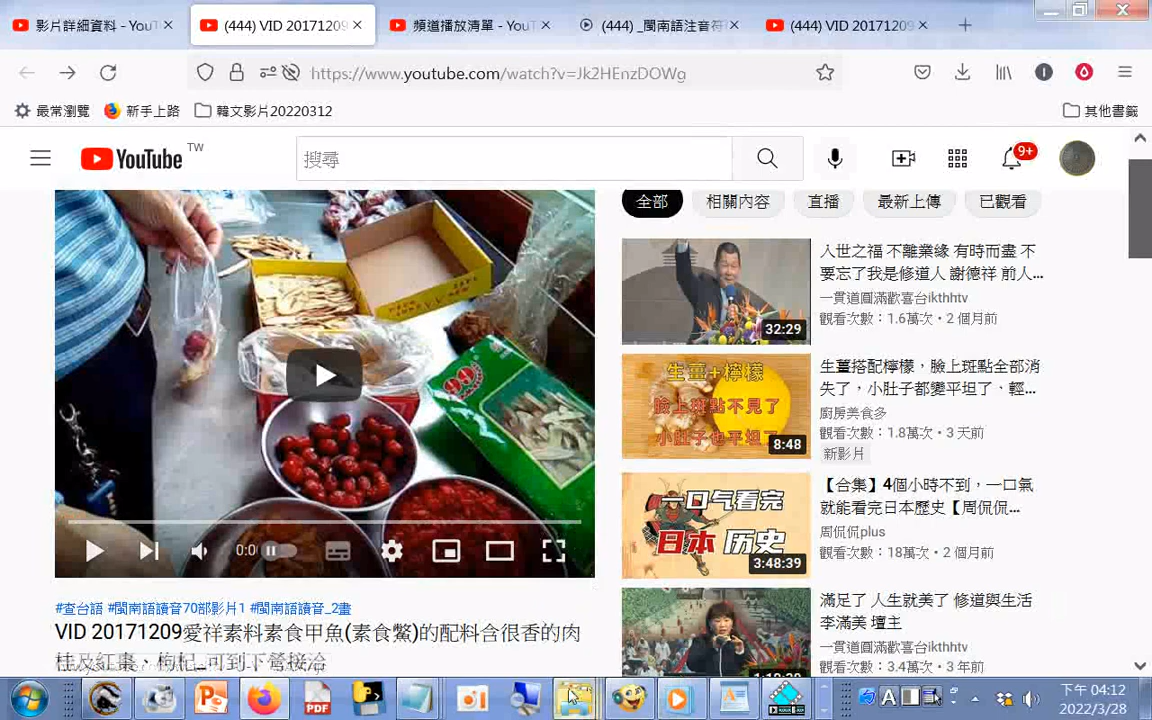 影片詳細資料 - YouT
(444) VID 20171209
頻道播放清單 - YouT
(444) _閩南語注音符
(444) VID 20171209
https://www.youtube.com/watch?v=Jk2HEnzDOWg
最常瀏覽
新手上路
韓文影片20220312
其他書籤
YouTube TW
搜尋
9+
全部
相關內容
直播
最新上傳
已觀看
入世之福 不離業緣 有時而盡 不
要忘了我是修道人 謝德祥 前人...
一貫道圓滿歡喜台ikthhtv
觀看次數：1.6萬次・2 個月前
32:29
生薑+檸檬
臉上斑點不見了
小肚子也平坦了
8:48
生薑搭配檸檬，臉上斑點全部消
失了，小肚子都變平坦了、輕...
廚房美食多
觀看次數：1.8萬次・3 天前
新影片
一口气看完
日本 历史
3:48:39
【合集】4個小時不到，一口氣
就能看完日本歷史【周侃侃...
周侃侃plus
觀看次數：18萬次・2 個月前
滿足了 人生就美了 修道與生活
李滿美 壇主
一貫道圓滿歡喜台ikthhtv
觀看次數：3.4萬次・3 年前
0:0
#查台語 #閩南語讀音70部影片1 #閩南語讀音_2畫
VID 20171209愛祥素料素食甲魚(素食鱉)的配料含很香的肉
桂及紅棗、枸杞_可到下營接洽
下午 04:12
2022/3/28